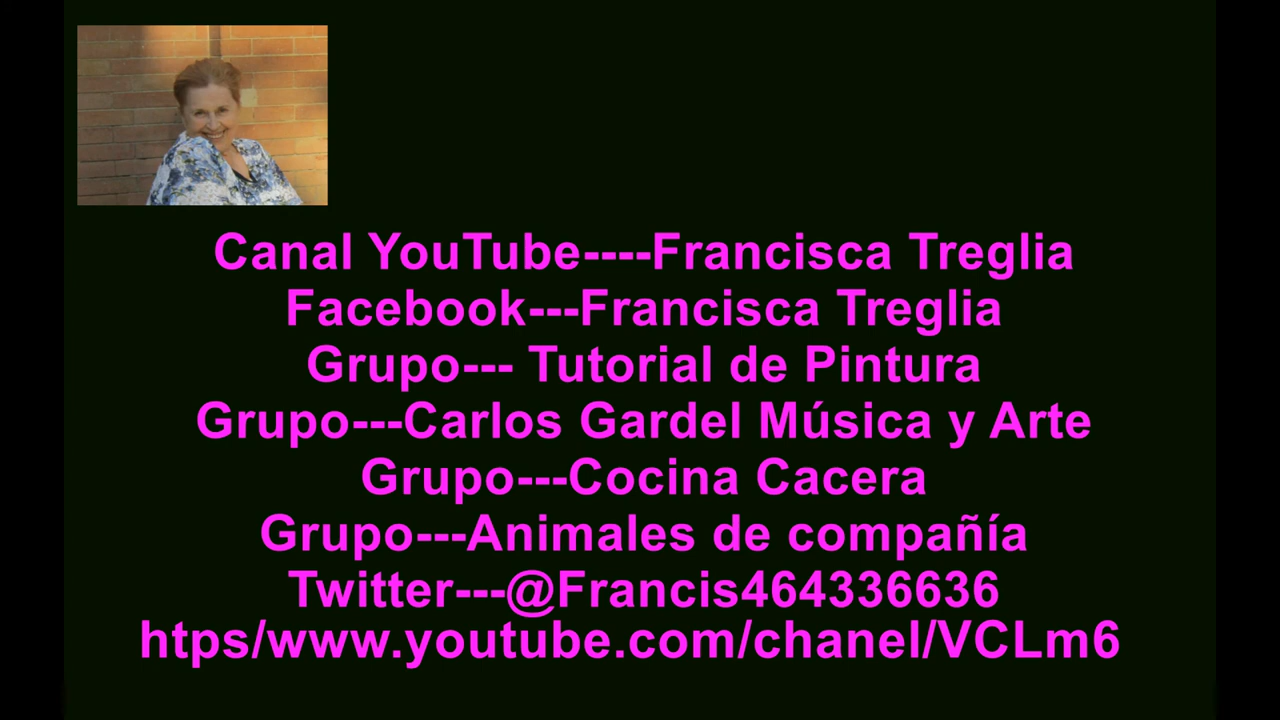 Canal YouTube----Francisca Treglia
Facebook---Francisca Treglia
Grupo--- Tutorial de Pintura
Grupo---Carlos Gardel Música y Arte
Grupo---Cocina Cacera
Grupo---Animales de compañía
Twitter---@Francis464336636
htps/www.youtube.com/chanel/VCLm6